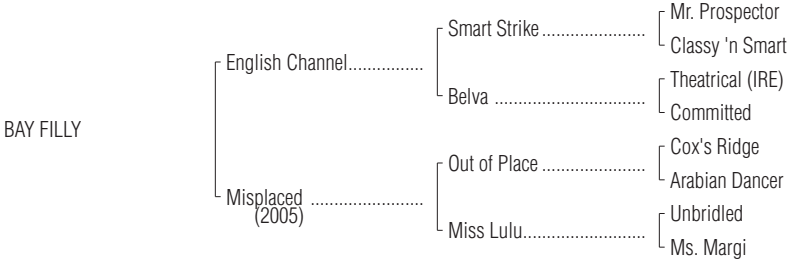 Mr. Prospector
Smart Strike ......................
Classy 'n Smart
English Channel................
Theatrical (IRE)
Belva ................................
Committed
BAY FILLY
Cox's Ridge
Out of Place ......................
Arabian Dancer
Misplaced ........................
(2005)
Unbridled
Miss Lulu..........................
Ms. Margi